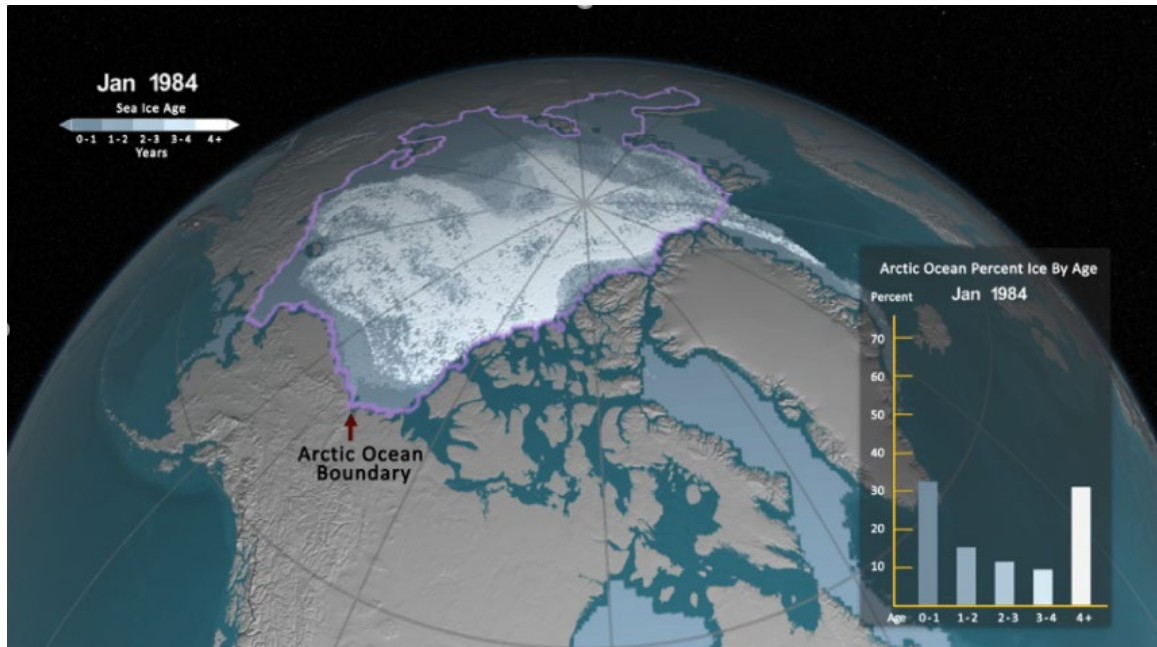 Jan 1984
Sea Ice Age
0-1 1-2 2-3 3-4 4+
Years
Arctic Ocean
Boundary
Arctic Ocean Percent Ice By Age
Percent Jan 1984
70
60
50
40
30
20
10
Age 0-1 1-2 2-3 3-4 4+